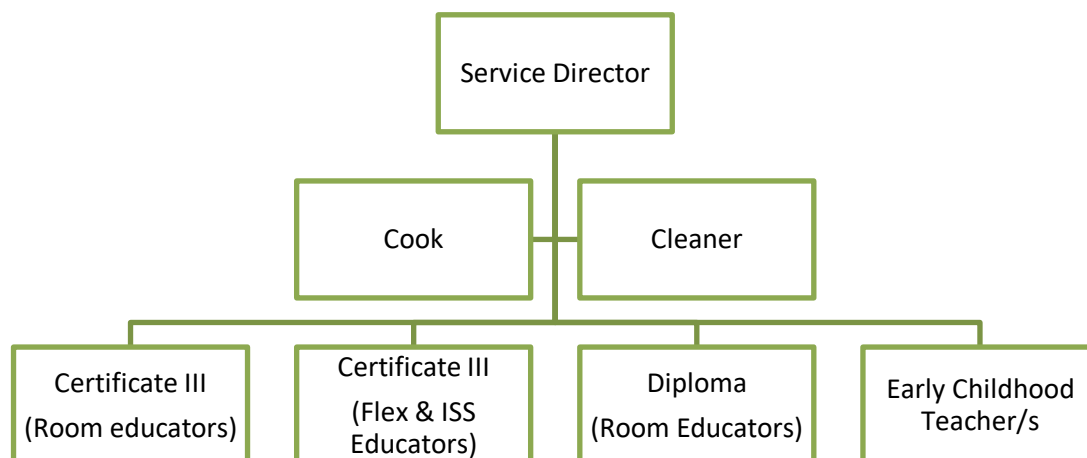 Service Director
Cook
Cleaner
Certificate III
(Room educators)
Certificate III
(Flex & ISS
Educators)
Diploma
(Room Educators)
Early Childhood
Teacher/s